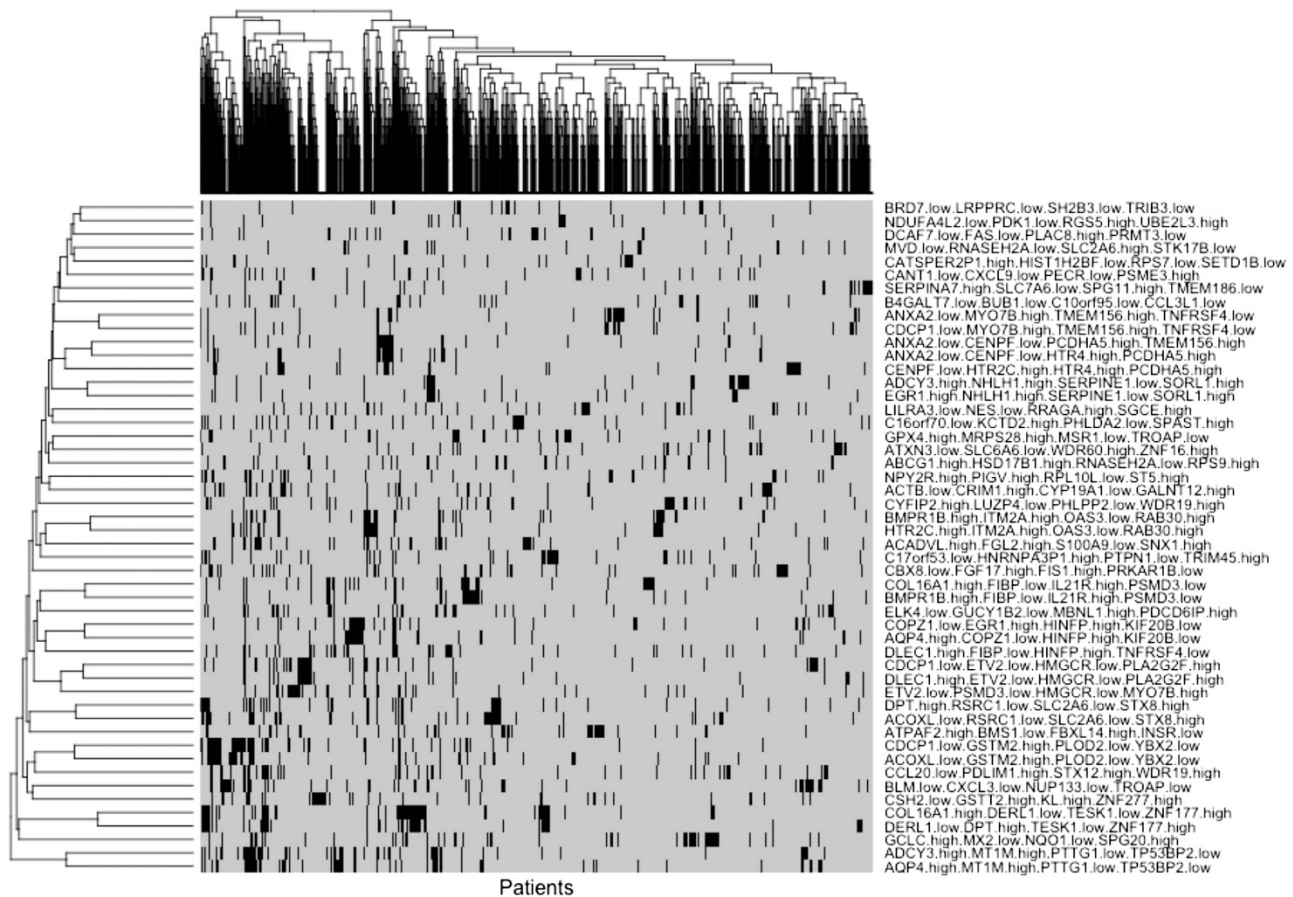 BRD7.low.LRPPRC.low.SH2B3.low.TRIB3.low
NDUFA4L2.low.PDK1.low.RGS5.high.UBE2L3.high
DCAF7.low.FAS.low.PLAC8.high.PRMT3.low
MVD.low.RNASEH2A.low.SLC2A6.high.STK17B.low
CATSPER2P1.high.HIST1H2BF.low.RPS7.low.SETD1B.low
CANT1.low.CXCL9.low.PECR.low.PSME3.high
SERPINA7.high.SLC7A6.low.SPG11.high.TMEM186.low
B4GALT7.low.BUB1.low.C10orf95.low.CCL3L1.low
ANXA2.low.MYO7B.high.TMEM156.high.TNFRSF4.low
CDCP1.low.MYO7B.high.TMEM156.high.TNFRSF4.low
ANXA2.low.CENPF.low.PCDHA5.high.TMEM156.high
ANXA2.low.CENPF.low.HTR4.high.PCDHA5.high
CENPF.low.HTR2C.high.HTR4.high.PCDHA5.high
ADCY3.high.NHLH1.high.SERPINE1.low.SORL1.high
EGR1.high.NHLH1.high.SERPINE1.low.SORL1.high
LILRA3.low.NES.low.RRAGA.high.SGCE.high
C16orf70.low.KCTD2.high.PHLDA2.low.SPAST.high
GPX4.high.MRPS28.high.MSR1.low.TROAP.low
ATXN3.low.SLC6A6.low.WDR60.high.ZNF16.high
ABCG1.high.HSD17B1.high.RNASEH2A.low.RPS9.high
NPY2R.high.PIGV.high.RPL10L.low.ST5.high
ACTB.low.CRIM1.high.CYP19A1.low.GALNT12.high
CYFIP2.high.LUZP4.low.PHLPP2.low.WDR19.high
BMPR1B.high.ITM2A.high.OAS3.low.RAB30.high
HTR2C.high.ITM2A.high.OAS3.low.RAB30.high
ACADVL.high.FGL2.high.S100A9.low.SNX1.high
C17orf53.low.HNRNPA3P1.high.PTPN1.low.TRIM45.high
CBX8.low.FGF17.high.FIS1.high.PRKAR1B.low
COL16A1.high.FIBP.low.IL21R.high.PSMD3.low
BMPR1B.high.FIBP.low.IL21R.high.PSMD3.low
ELK4.low.GUCY1B2.low.MBNL1.high.PDCD6IP.high
COPZ1.low.EGR1.high.HINFP.high.KIF20B.low
AQP4.high.COPZ1.low.HINFP.high.KIF20B.low
DLEC1.high.FIBP.low.HINFP.high.TNFRSF4.low
CDCP1.low.ETV2.low.HMGCR.low.PLA2G2F.high
DLEC1.high.ETV2.low.HMGCR.low.PLA2G2F.high
ETV2.low.PSMD3.low.HMGCR.low.MYO7B.high
DPT.high.RSRC1.low.SLC2A6.low.STX8.high
ACOXL.low.RSRC1.low.SLC2A6.low.STX8.high
ATPAF2.high.BMS1.low.FBXL14.high.INSR.low
CDCP1.low.GSTM2.high.PLOD2.low.YBX2.low
ACOXL.low.GSTM2.high.PLOD2.low.YBX2.low
CCL20.low.PDLIM1.high.STX12.high.WDR19.high
BLM.low.CXCL3.low.NUP133.low.TROAP.low
CSH2.low.GSTT2.high.KL.high.ZNF277.high
COL16A1.high.DERL1.low.TESK1.low.ZNF177.high
DERL1.low.DPT.high.TESK1.low.ZNF177.high
GCLC.high.MX2.low.NQO1.low.SPG20.high
ADCY3.high.MT1M.high.PTTG1.low.TP53BP2.low
AQP4.high.MT1M.high.PTTG1.low.TP53BP2.low
Patients